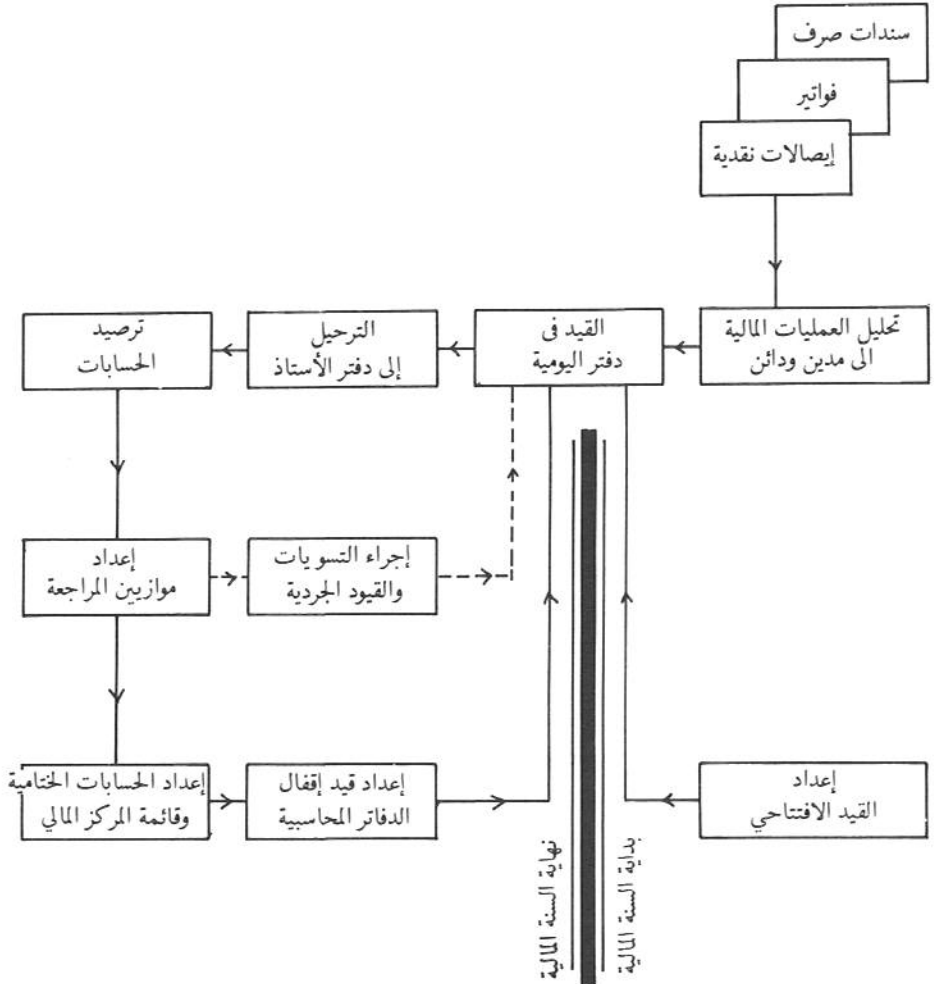 سندات صرف
فواتير
إيصالات نقدية
تحليل العمليات المالية
الى مدين ودائن
القيد فى
دفتر اليومية
الترحيل
إلى دفتر الأستاذ
ترصيد
الحسابات
إعداد
موازيين المراجعة
إجراء التسويات
والقيود الجردية
إعداد الحسابات الختامية
وقائمة المركز المالي
إعداد قيد إقفال
الدفاتر المحاسبية
إعداد
القيد الافتتاحي
بداية السنة المالية
نهاية السنة المالية